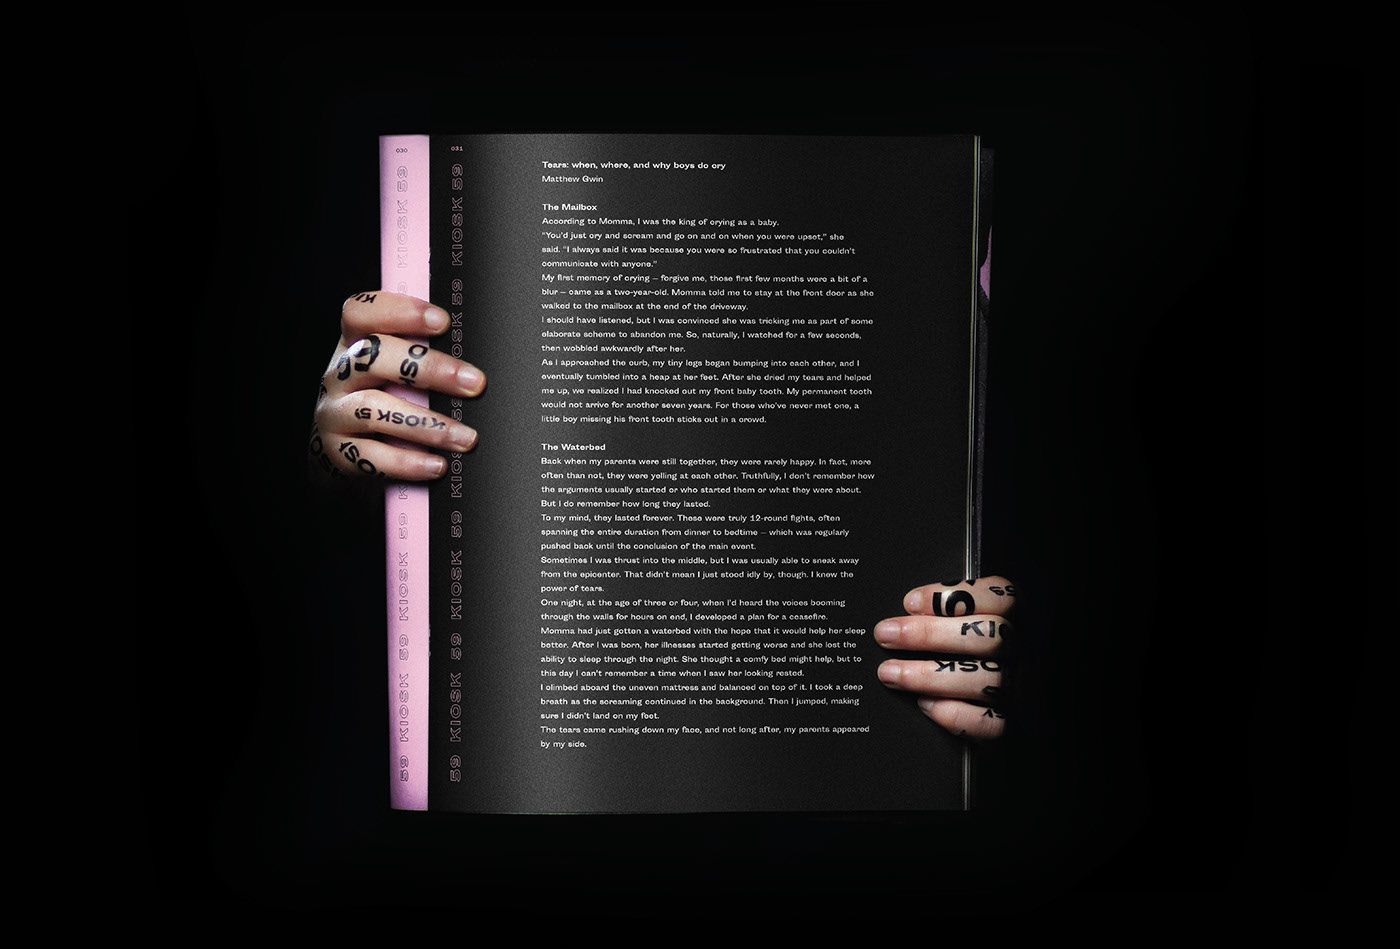 030
031
59 KIOSK 59 KIOSK 59 KIOSK 59
59 KIOSK 59 KIOSK 59 KIOSK 59 KIOSK 59
Tears: when, where, and why boys do cry
Matthew Gwin
The Mailbox
According to Momma, I was the king of crying as a baby.
“You’d just cry and scream and go on and on when you were upset,” she
said. “I always said it was because you were so frustrated that you couldn’t
communicate with anyone.”
My first memory of crying – forgive me, those first few months were a bit of a
blur – came as a two-year-old. Momma told me to stay at the front door as she
walked to the mailbox at the end of the driveway.
I should have listened, but I was convinced she was tricking me as part of some
elaborate scheme to abandon me. So, naturally, I watched for a few seconds,
then wobbled awkwardly after her.
As I approached the curb, my tiny legs began bumping into each other, and I
eventually tumbled into a heap at her feet. After she dried my tears and helped
me up, we realized I had knocked out my front baby tooth. My permanent tooth
would not arrive for another seven years. For those who’ve never met one, a
little boy missing his front tooth sticks out in a crowd.
The Waterbed
Back when my parents were still together, they were rarely happy. In fact, more
often than not, they were yelling at each other. Truthfully, I don’t remember how
the arguments usually started or who started them or what they were about.
But I do remember how long they lasted.
To my mind, they lasted forever. These were truly 12-round fights, often
spanning the entire duration from dinner to bedtime – which was regularly
pushed back until the conclusion of the main event.
Sometimes I was thrust into the middle, but I was usually able to sneak away
from the epicenter. That didn’t mean I just stood idly by, though. I knew the
power of tears.
One night, at the age of three or four, when I’d heard the voices booming
through the walls for hours on end, I developed a plan for a ceasefire.
Momma had just gotten a waterbed with the hope that it would help her sleep
better. After I was born, her illnesses started getting worse and she lost the
ability to sleep through the night. She thought a comfy bed might help, but to
this day I can’t remember a time when I saw her looking rested.
I climbed aboard the uneven mattress and balanced on top of it. I took a deep
breath as the screaming continued in the background. Then I jumped, making
sure I didn’t land on my feet.
The tears came rushing down my face, and not long after, my parents appeared
by my side.
KIOSK 5
KIOSK